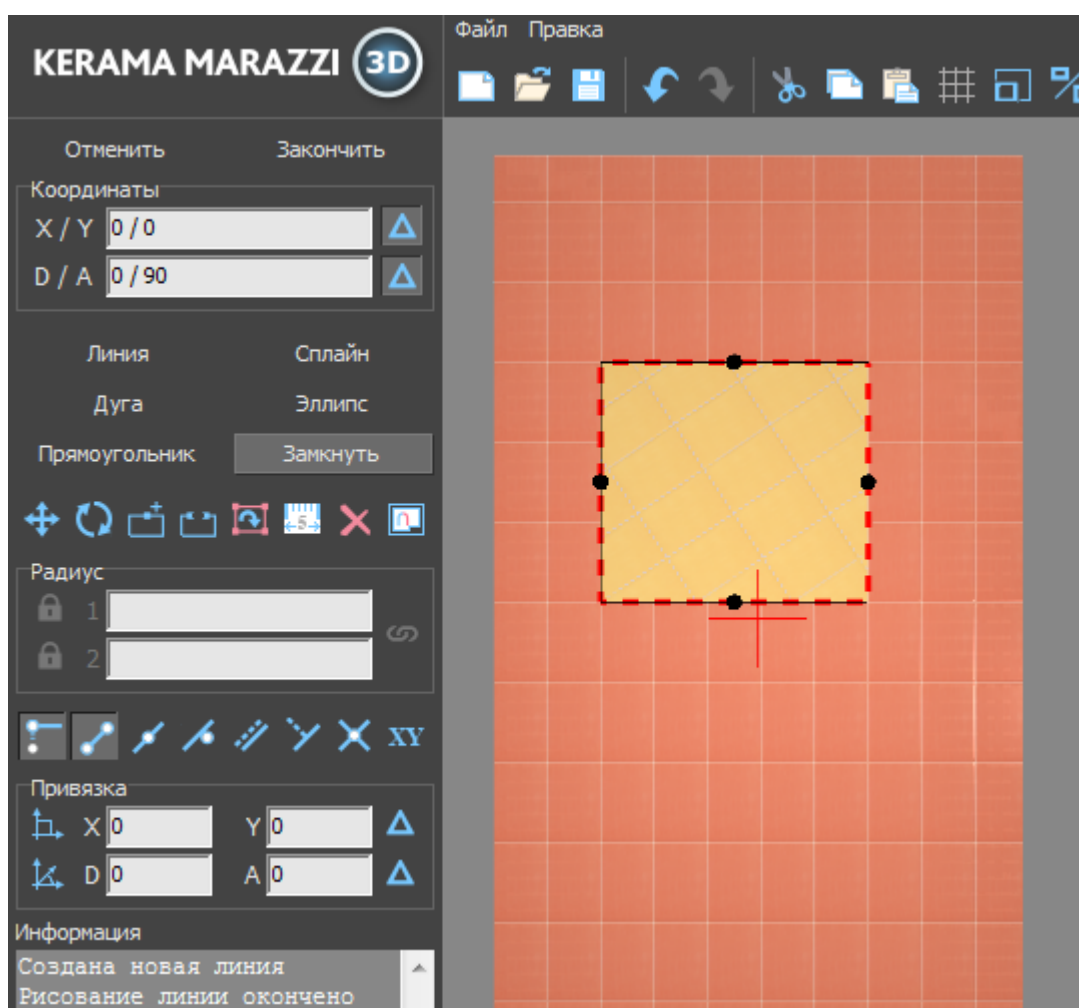 KERAMA MARAZZI 3D
Файл Правка
Отменить Закончить
Координаты
X / Y 0 / 0
D / A 0 / 90
Линия Сплайн
Дуга Эллипс
Прямоугольник Замкнуть
5
Радиус
1
2
XY
Привязка
X 0 Y 0
D 0 A 0
Информация
Создана новая линия
Рисование линии окончено